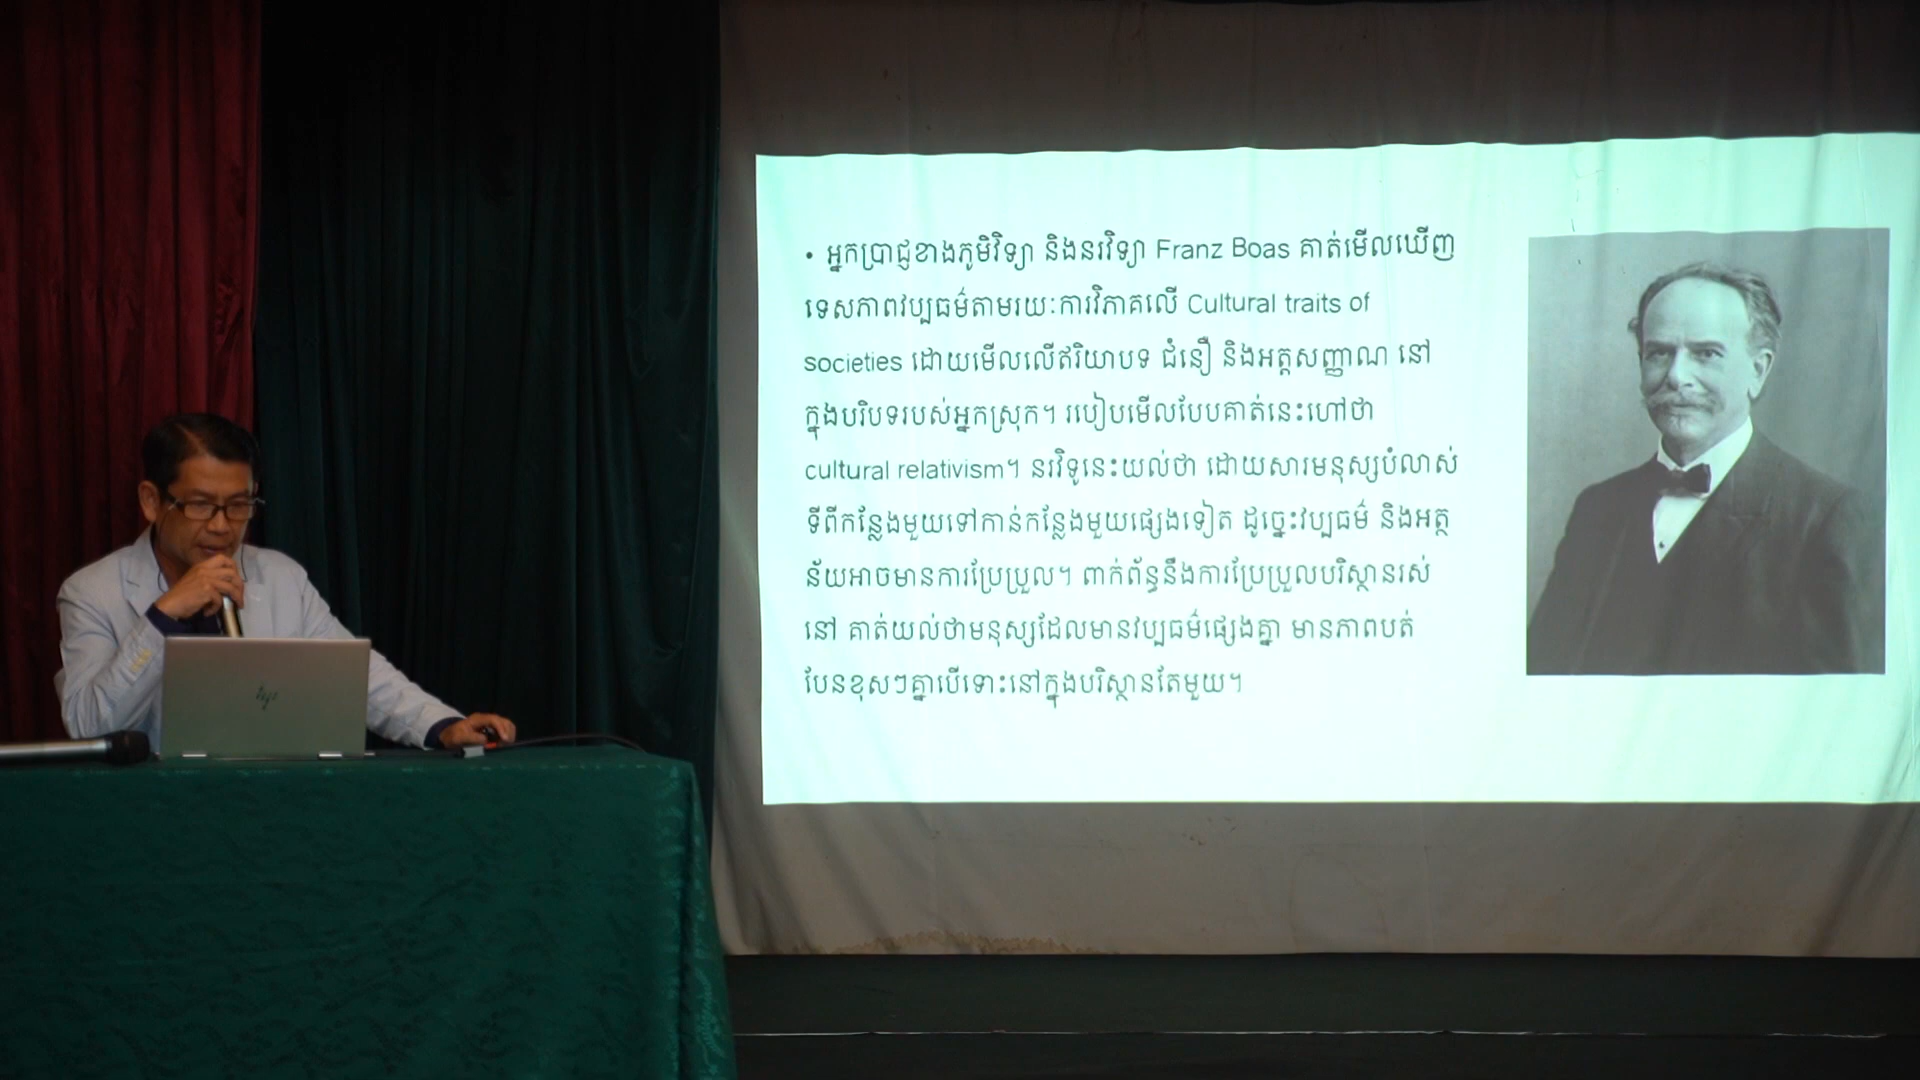 • អ្នកប្រាជ្ញខាងភូមិវិទ្យា និងនរវិទ្យា Franz Boas គាត់មើលឃើញ
ទេសភាពវប្បធម៌តាមរយៈការវិភាគលើ Cultural traits of
societies ដោយមើលលើឥរិយាបទ ជំនឿ និងអត្តសញ្ញាណ នៅ
ក្នុងបរិបទរបស់អ្នកស្រុក។ របៀបមើលបែបគាត់នេះហៅថា
cultural relativism។ នរវិទូនេះយល់ថា ដោយសារមនុស្សបំលាស់
ទីពីកន្លែងមួយទៅកាន់កន្លែងមួយផ្សេងទៀត ដូច្នេះវប្បធម៌ និងអត្ថ
ន័យអាចមានការប្រែប្រួល។ ពាក់ព័ន្ធនឹងការប្រែប្រួលបរិស្ថានរស់
នៅ គាត់យល់ថាមនុស្សដែលមានវប្បធម៌ផ្សេងគ្នា មានភាពបត់
បែនខុសៗគ្នាបើទោះនៅក្នុងបរិស្ថានតែមួយ។